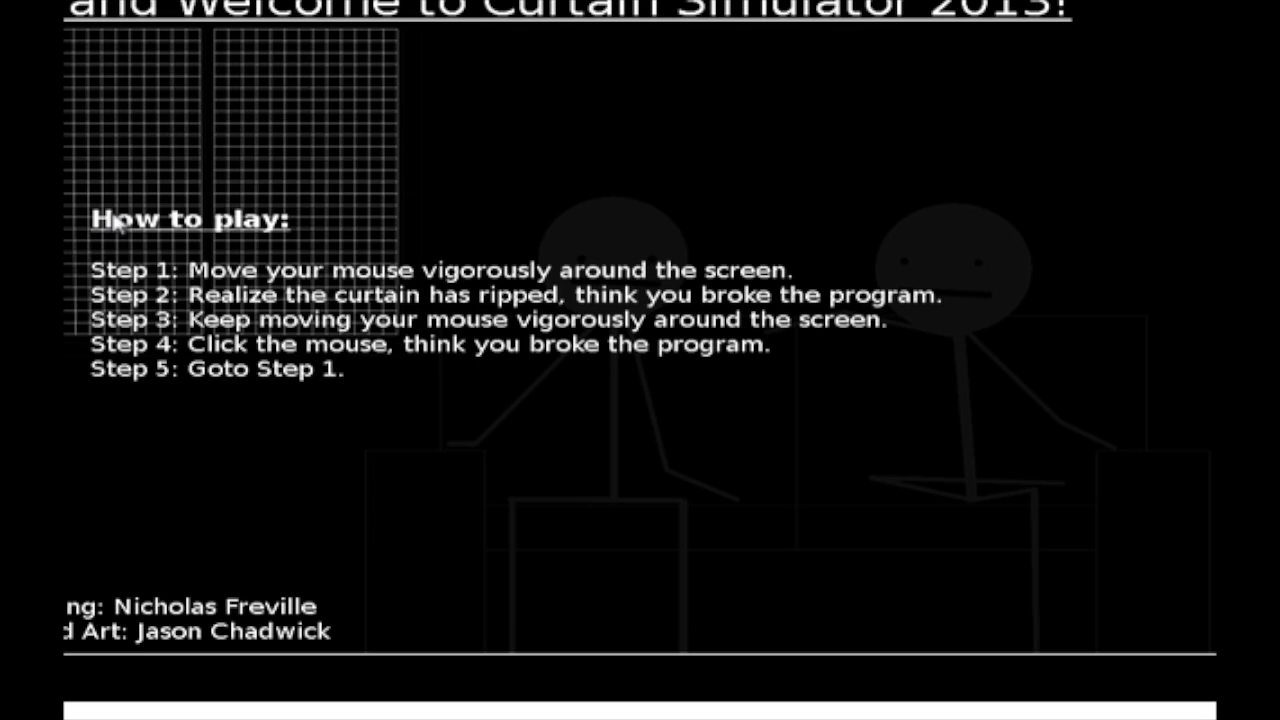 and Welcome to Curtain Simulator 2013!
How to play:
Step 1: Move your mouse vigorously around the screen.
Step 2: Realize the curtain has ripped, think you broke the program.
Step 3: Keep moving your mouse vigorously around the screen.
Step 4: Click the mouse, think you broke the program.
Step 5: Goto Step 1.
ng: Nicholas Freville
d Art: Jason Chadwick